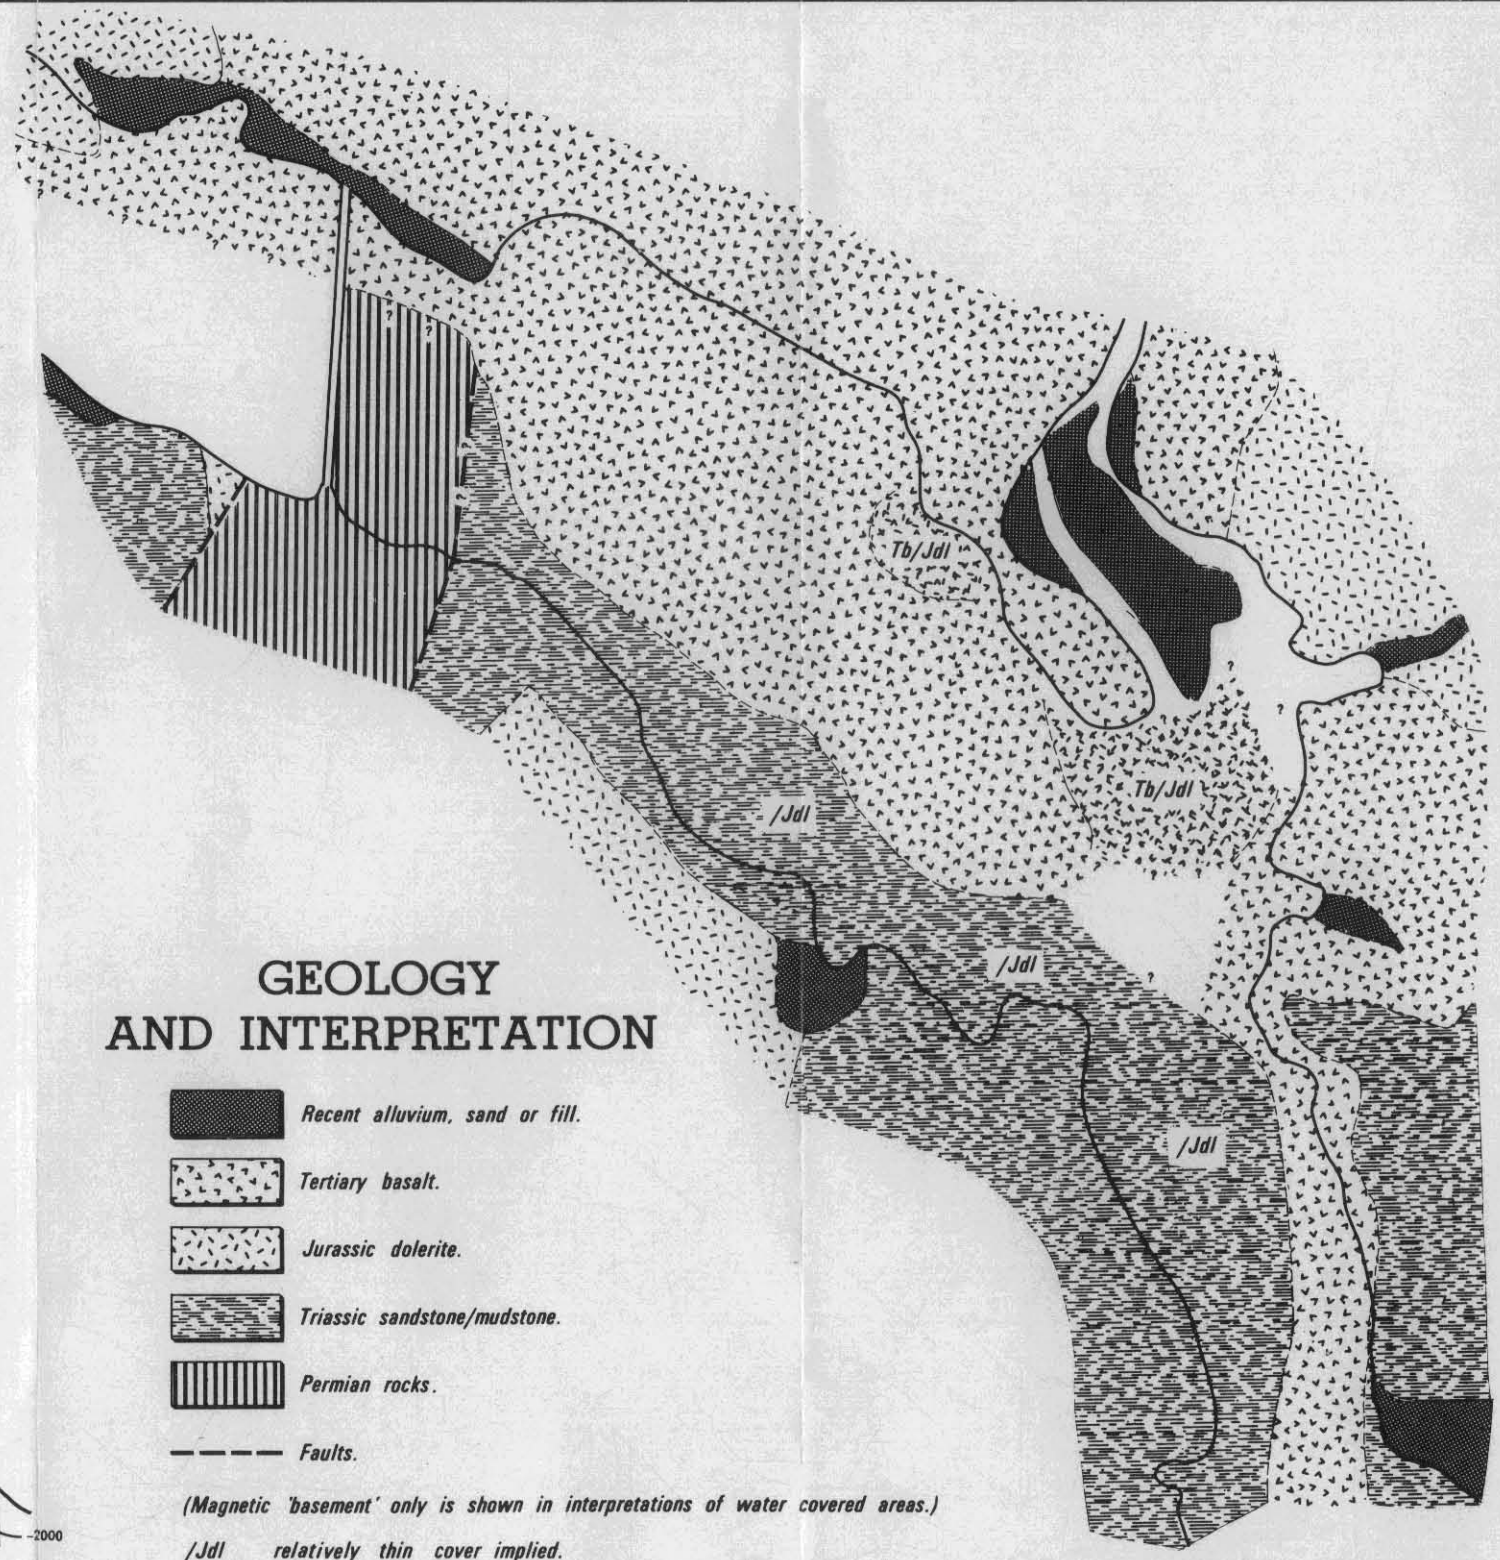 ?
?
?
?
?
?
?
Tb/Jdl
?
?
?
?
Tb/Jdl
?
?
?
/Jdl
/Jdl
?
/Jdl
GEOLOGY
AND INTERPRETATION
Recent alluvium, sand or fill.
Tertiary basalt.
Jurassic dolerite.
Triassic sandstone/mudstone.
Permian rocks.
Faults.
(Magnetic 'basement' only is shown in interpretations of water covered areas.)
-2000
/Jdl relatively thin cover implied.